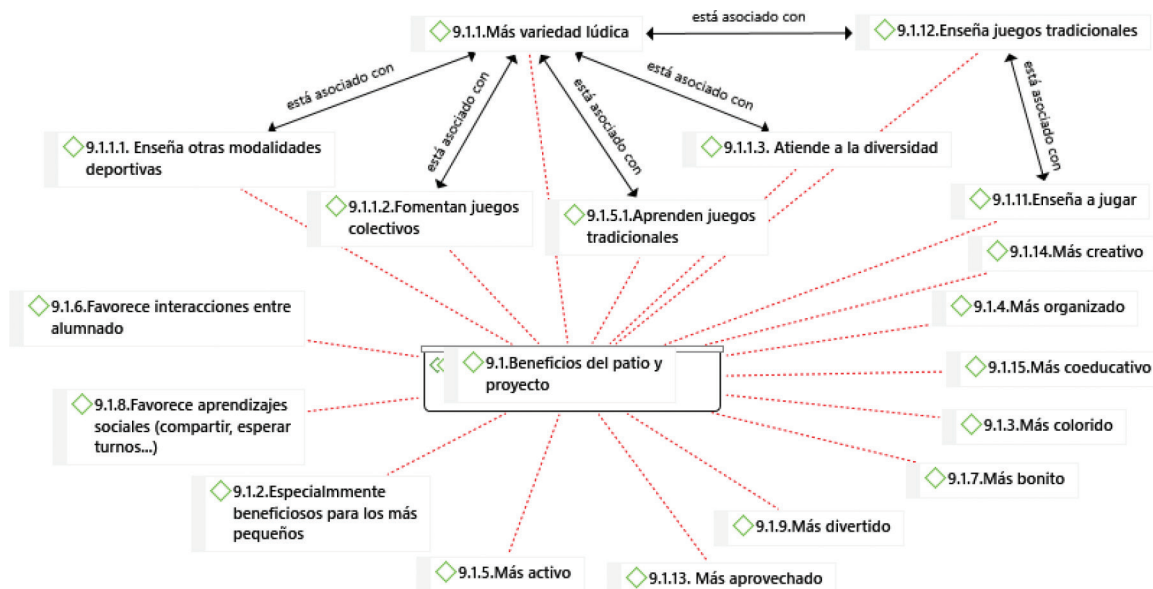 está asociado con
9.1.1.Más variedad lúdica
9.1.12.Enseña juegos tradicionales
está asociado con
está asociado con
está asociado con
está asociado con
está asociado con
9.1.1.1. Enseña otras modalidades
deportivas
9.1.1.3. Atiende a la diversidad
9.1.1.2.Fomentan juegos
colectivos
9.1.5.1.Aprenden juegos
tradicionales
9.1.11.Enseña a jugar
9.1.14.Más creativo
9.1.6.Favorece interacciones entre
alumnado
9.1.4.Más organizado
9.1.Beneficios del patio y
proyecto
9.1.15.Más coeducativo
9.1.8.Favorece aprendizajes
sociales (compartir, esperar
turnos...)
9.1.3.Más colorido
9.1.7.Más bonito
9.1.2.Especialmmente
beneficiosos para los más
pequeños
9.1.9.Más divertido
9.1.5.Más activo
9.1.13. Más aprovechado